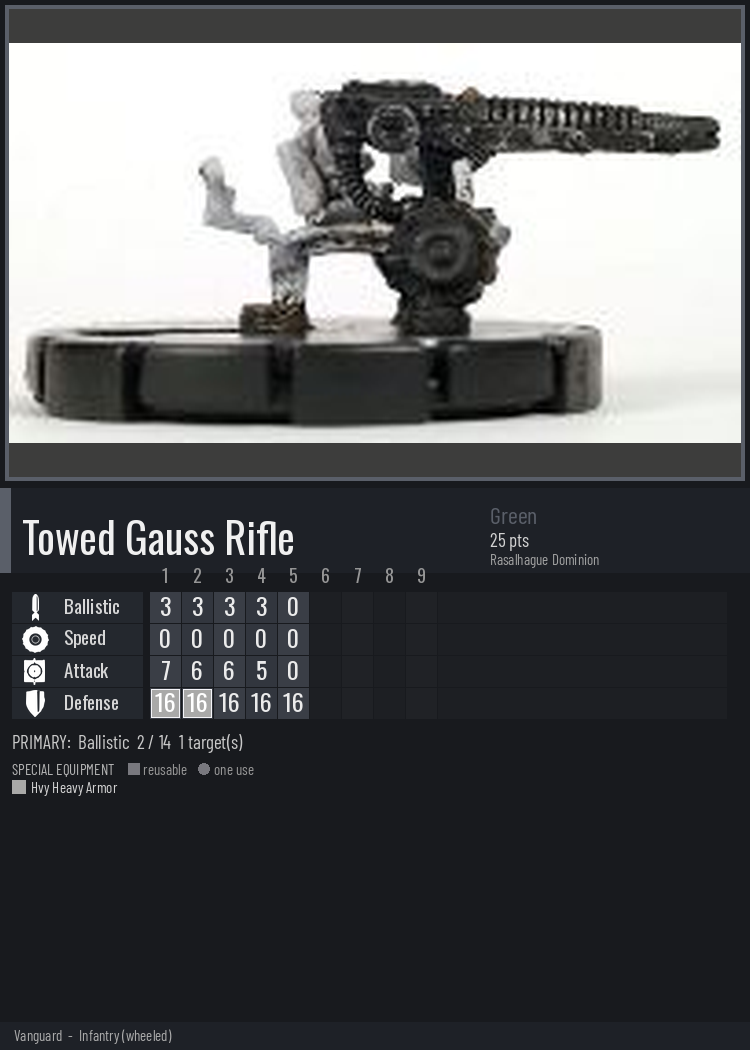 Towed Gauss Rifle
Green
25 pts
Rasalhague Dominion
1 2 3 4 5 6 7 8 9
Ballistic 3 3 3 3 0
Speed 0 0 0 0 0
Attack 7 6 6 5 0
Defense 16 16 16 16 16
PRIMARY: Ballistic 2 / 14 1 target(s)
SPECIAL EQUIPMENT reusable one use
Hvy Heavy Armor
Vanguard - Infantry (wheeled)